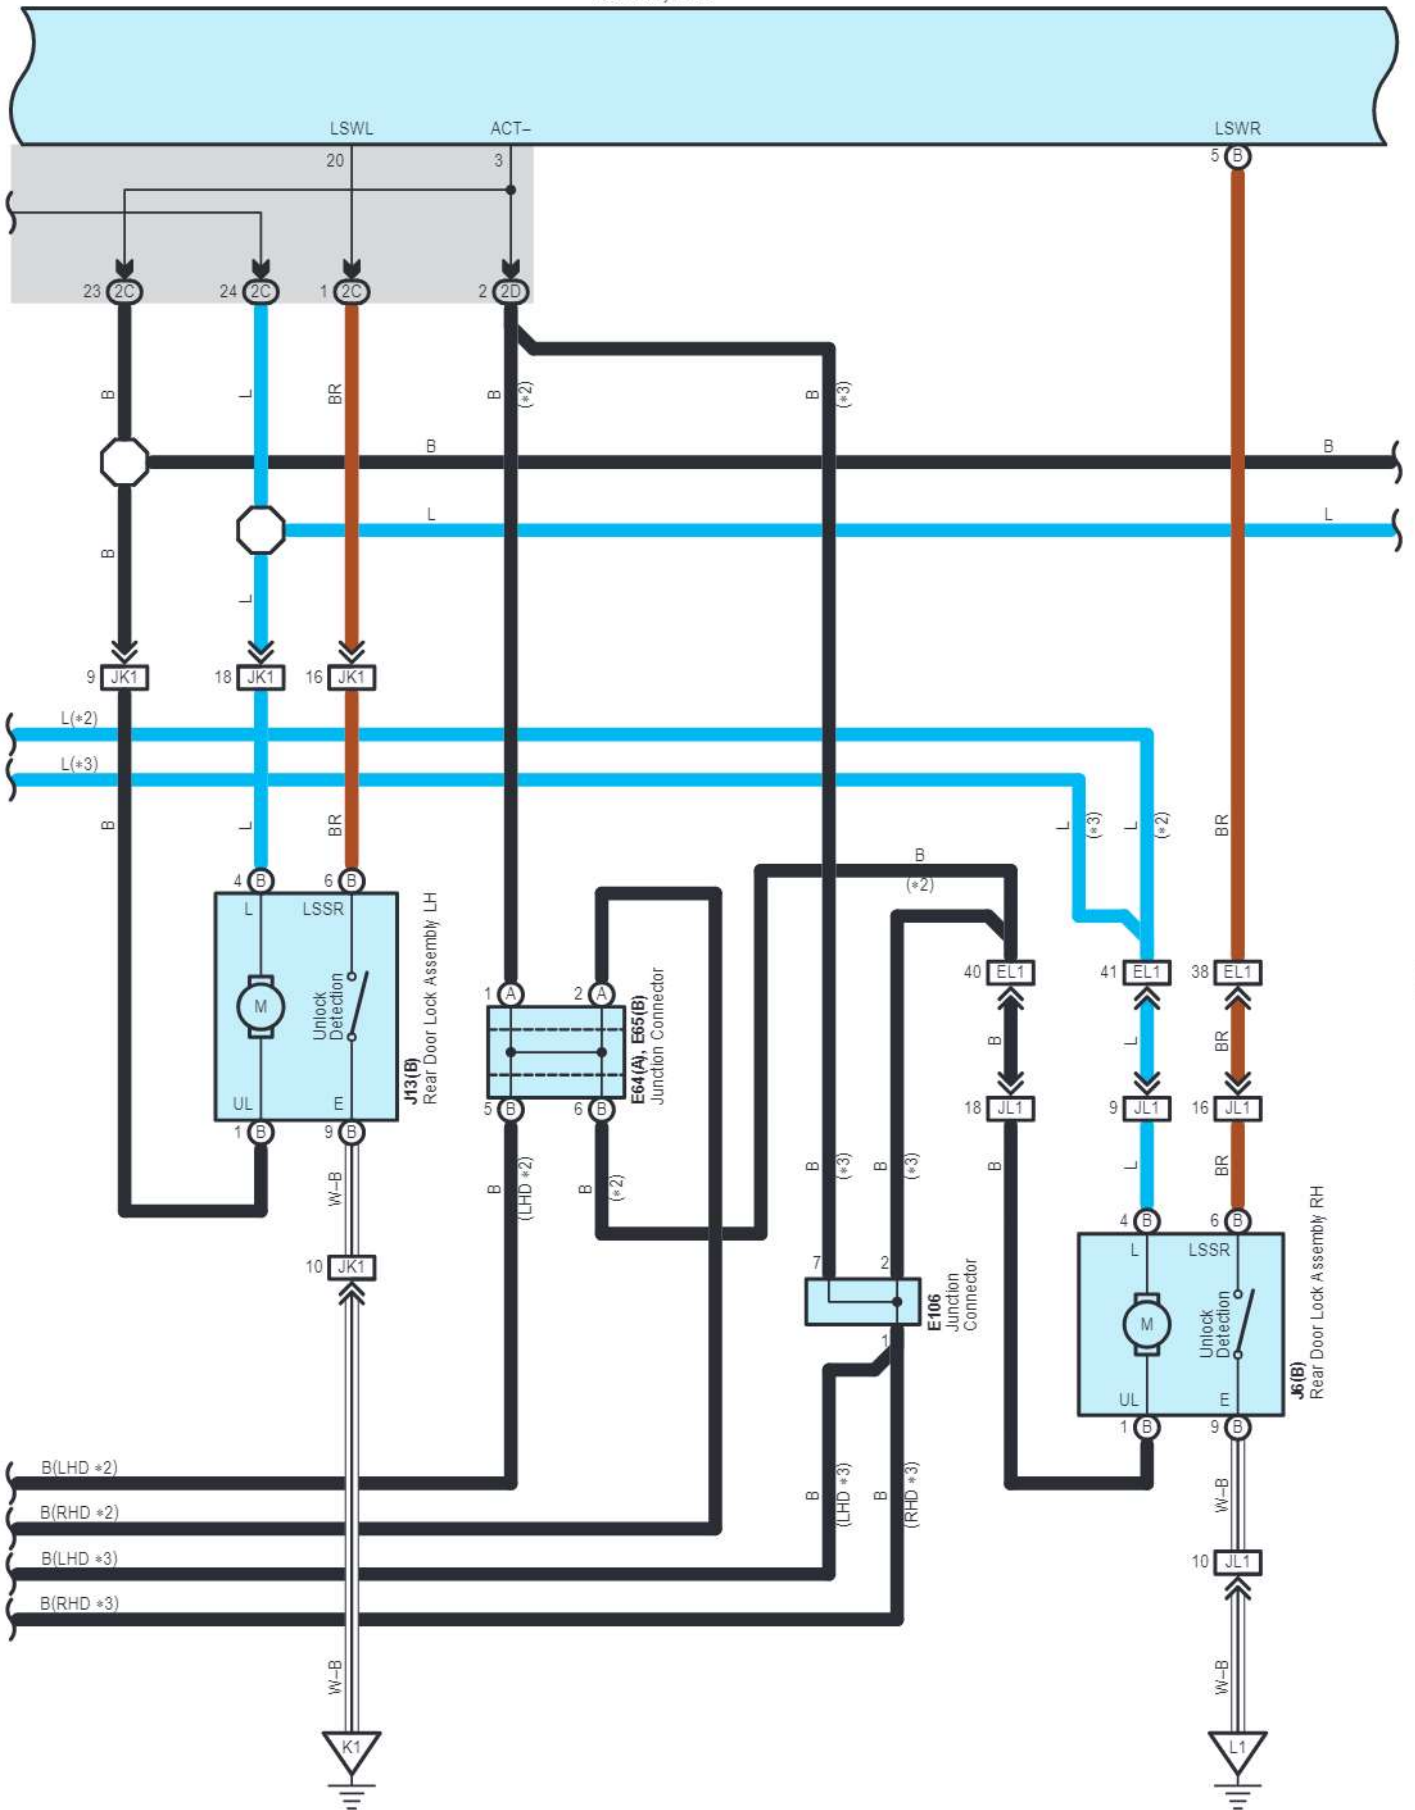 LSWL
ACT–
LSWR
20
3
5 B
23 2C
24 2C
1 2C
2 2D
B
L
BR
B
(*2)
B
(*3)
B
B
L
L
B
L
9 JK1
18 JK1
16 JK1
L(*2)
L(*3)
B
L
BR
L
(*3)
L
(*2)
BR
B
(*2)
4 B
6 B
L
LSSR
M
Unlock
Detection
UL
E
1 B
9 B
J13(B)
Rear Door Lock Assembly LH
1 A
2 A
5 B
6 B
E64(A), E65(B)
Junction Connector
40 EL1
41 EL1
38 EL1
B
L
BR
18 JL1
9 JL1
16 JL1
W–B
B
(LHD *2)
B
(*2)
B
(*3)
B
(*3)
B
L
BR
10 JK1
7
2
1
E106
Junction
Connector
4 B
6 B
L
LSSR
M
Unlock
Detection
UL
E
1 B
9 B
J6(B)
Rear Door Lock Assembly RH
B(LHD *2)
B(RHD *2)
B(LHD *3)
B(RHD *3)
B
(LHD *3)
B
(RHD *3)
W–B
10 JL1
W–B
W–B
K1
L1